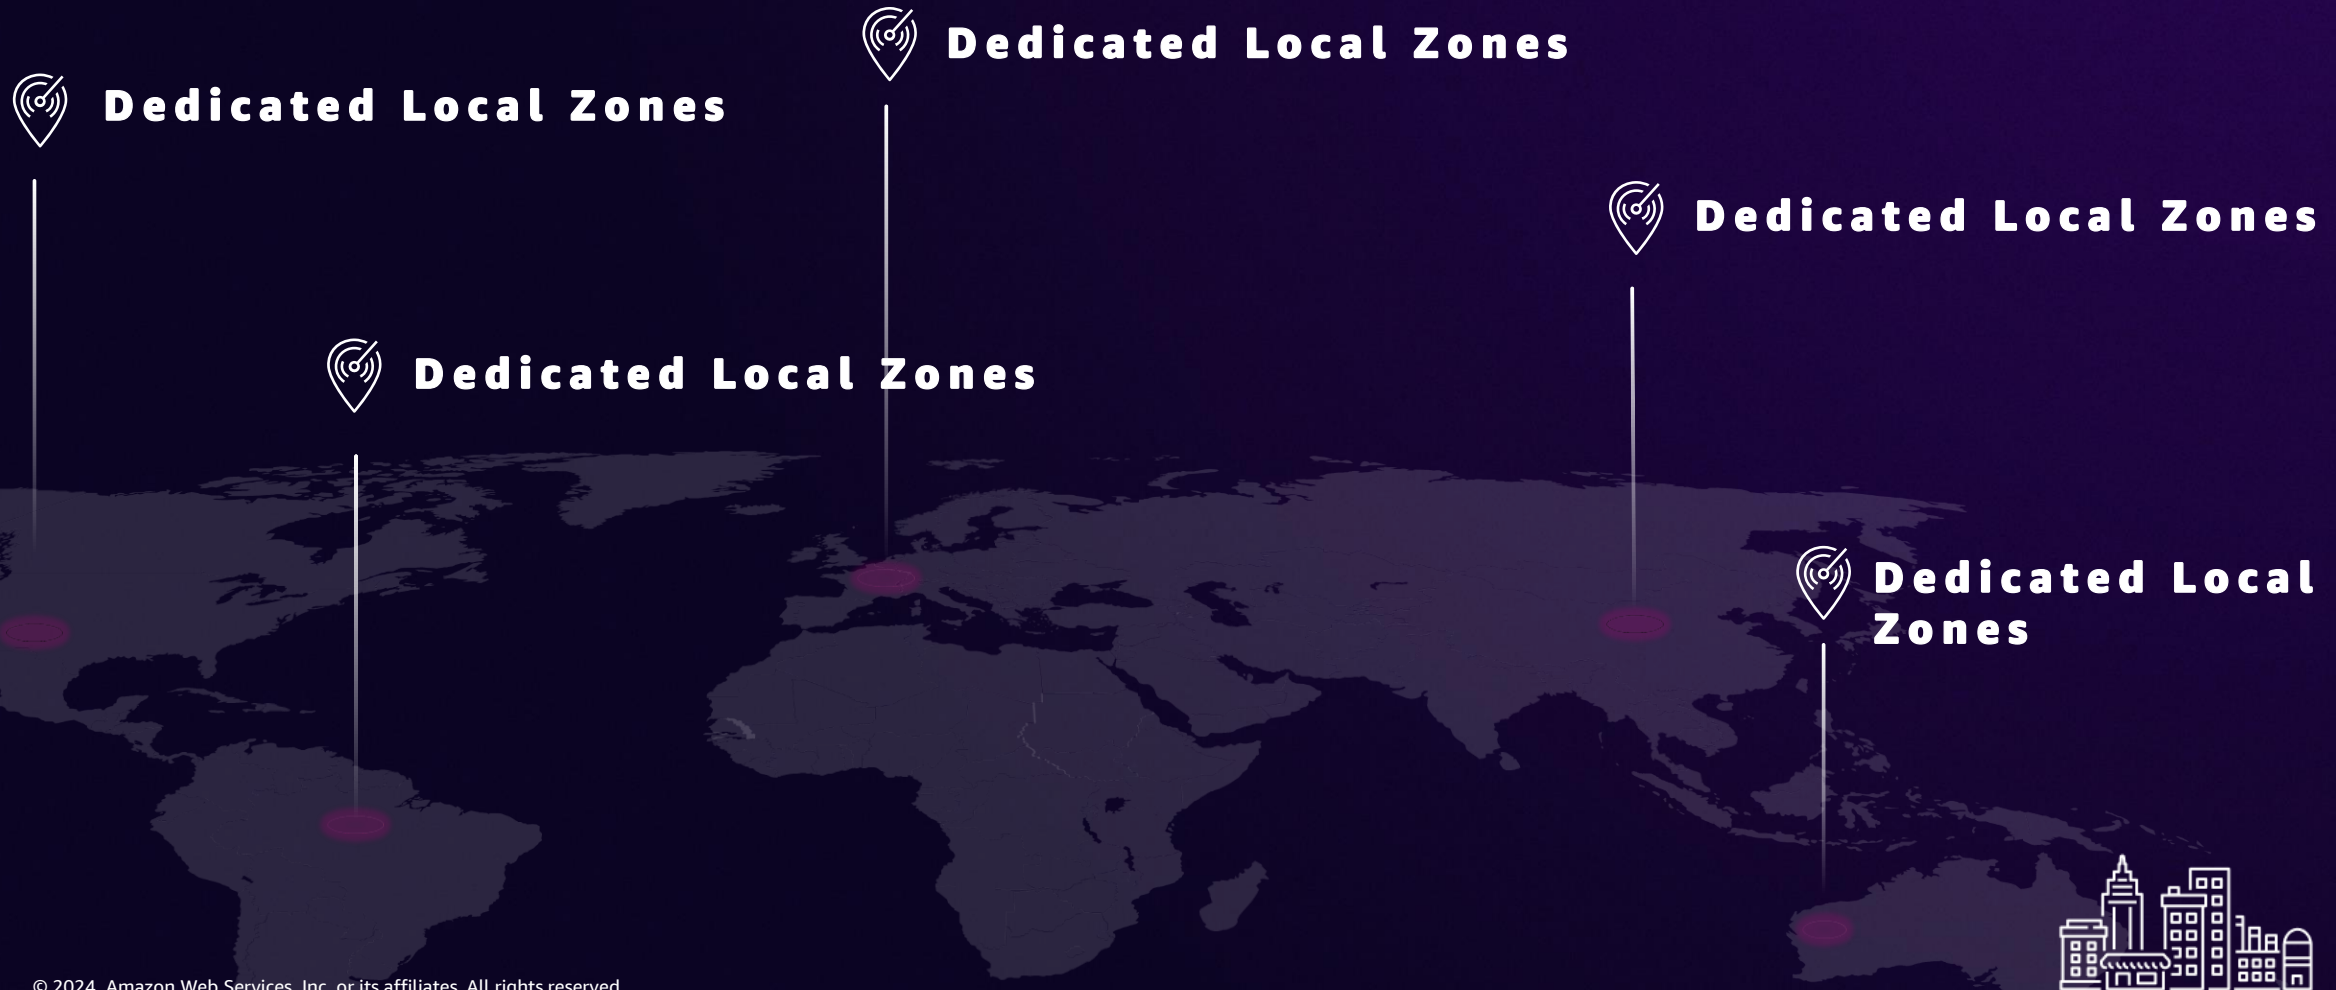 Dedicated Local Zones
Dedicated Local Zones
Dedicated Local Zones
Dedicated Local Zones
Dedicated Local
Zones
© 2024, Amazon Web Services, Inc. or its affiliates. All rights reserved.